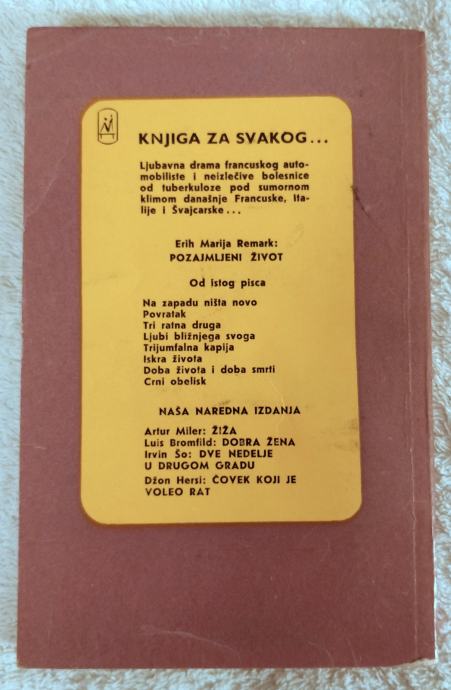 KNJIGA ZA SVAKOG...
Ljubavna drama francuskog auto-
mobiliste i neizlečive bolesnice
od tuberkuloze pod sumornom
klimom današnje Francuske, Ita-
lije i Švajcarske...
Erih Marija Remark:
POZAJMLJENI ŽIVOT
Od istog pisca
Na zapadu ništa novo
Povratak
Tri ratna druga
Ljubi bližnjega svoga
Trijumfalna kapija
Iskra života
Doba života i doba smrti
Crni obelisk
NAŠA NAREDNA IZDANJA
Artur Miler: ŽIŽA
Luis Bromfild: DOBRA ŽENA
Irvin Šo: DVE NEDELJE
U DRUGOM GRADU
Džon Hersi: ČOVEK KOJI JE
VOLEO RAT